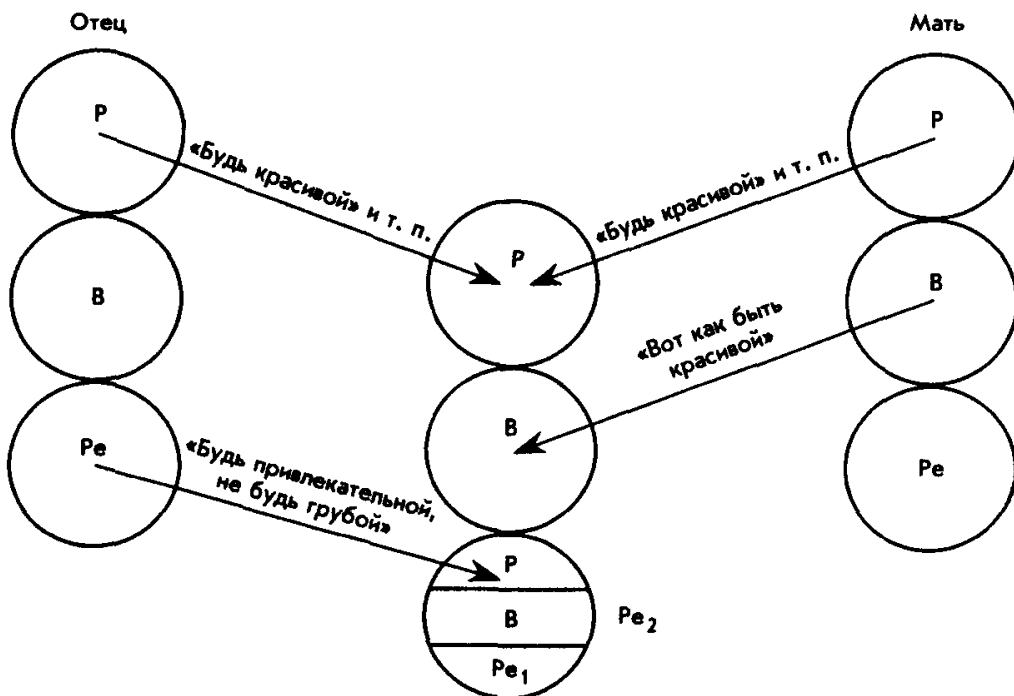 Отец
Мать
Р
Р
«Будь красивой» и т. п.
«Будь красивой» и т. п.
Р
В
В
«Вот как быть
красивой»
В
Ре
Ре
«Будь привлекательной,
не будь грубой»
Р
В
Ре₂
Ре₁